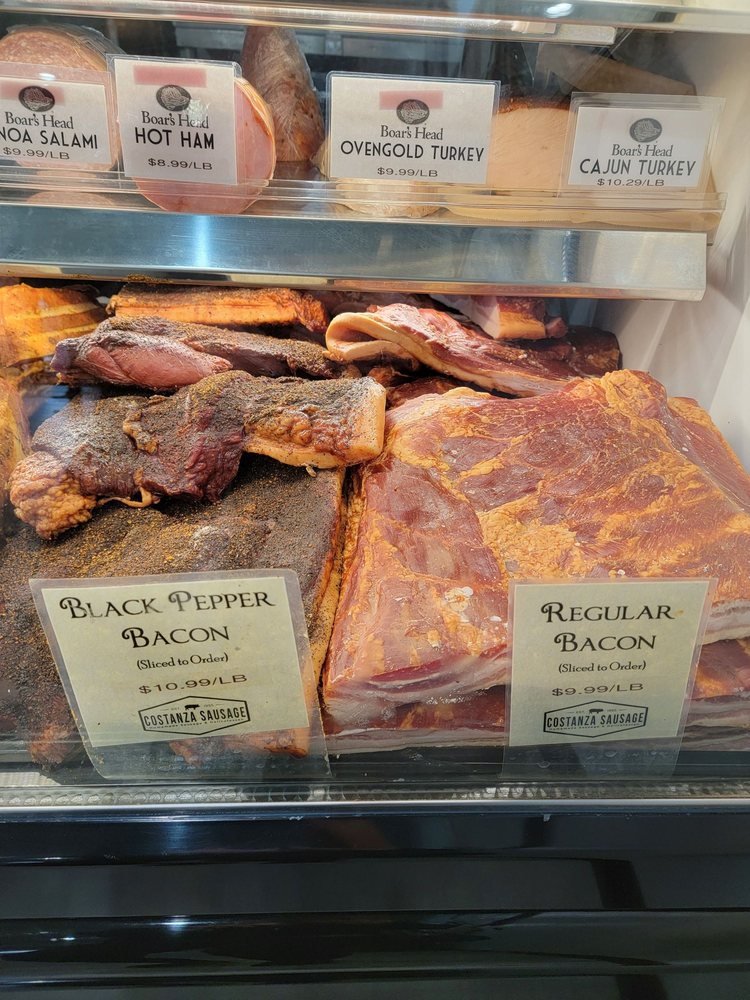 Boar's Head
NOA SALAMI
$9.99/LB
Boar's Head
HOT HAM
$8.99/LB
Boar's Head
OVENGOLD TURKEY
$9.99/LB
Boar's Head
CAJUN TURKEY
$10.29/LB
BLACK PEPPER
BACON
(Sliced to Order)
$10.99/LB
COSTANZA SAUSAGE
REGULAR
BACON
(Sliced to Order)
$9.99/LB
COSTANZA SAUSAGE